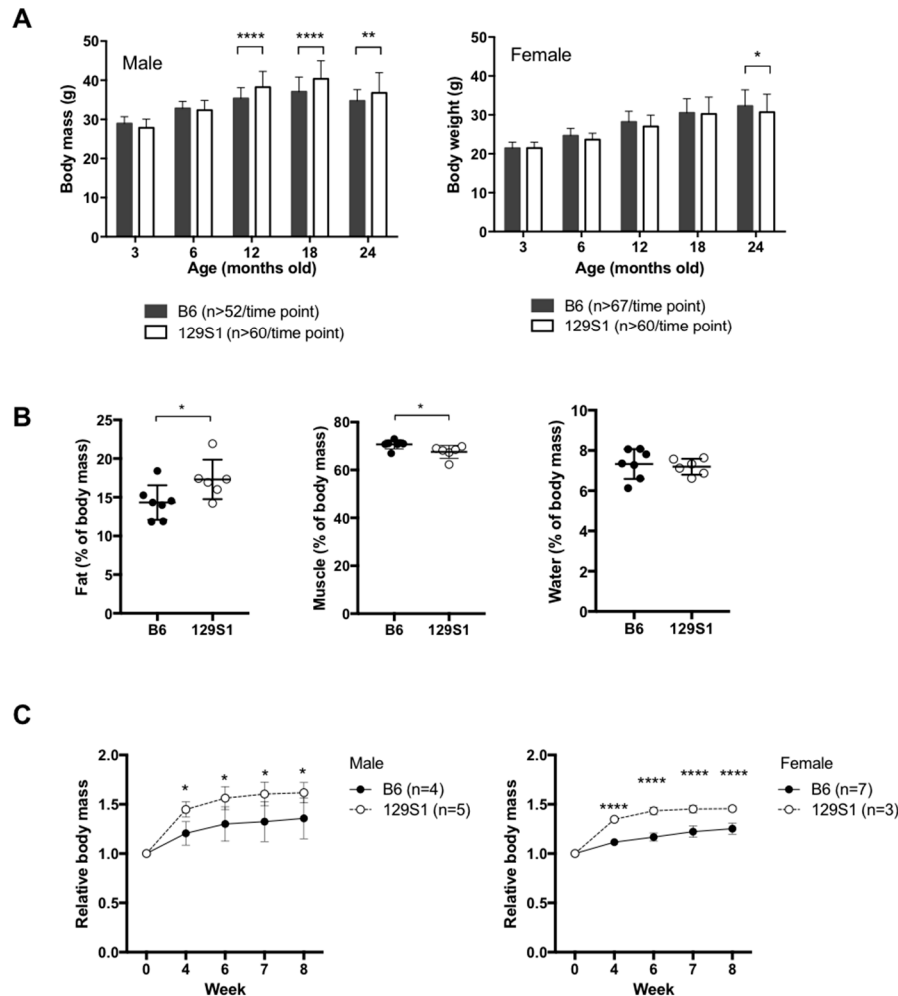 A
Male
**** **** **
Body mass (g)
50
40
30
20
10
0
3 6 12 18 24
Age (months old)
B6 (n>52/time point)
129S1 (n>60/time point)
Female
*
Body weight (g)
50
40
30
20
10
0
3 6 12 18 24
Age (months old)
B6 (n>67/time point)
129S1 (n>60/time point)
B
*
Fat (% of body mass)
25
20
15
10
5
0
B6 129S1
*
Muscle (% of body mass)
80
60
40
20
0
B6 129S1
Water (% of body mass)
10
8
6
4
2
0
B6 129S1
C
Relative body mass
2.0
1.5
1.0
0.5
0.0
* * * *
0 4 6 7 8
Week
Male
B6 (n=4)
129S1 (n=5)
Relative body mass
2.0
1.5
1.0
0.5
0.0
**** **** **** ****
0 4 6 7 8
Week
Female
B6 (n=7)
129S1 (n=3)